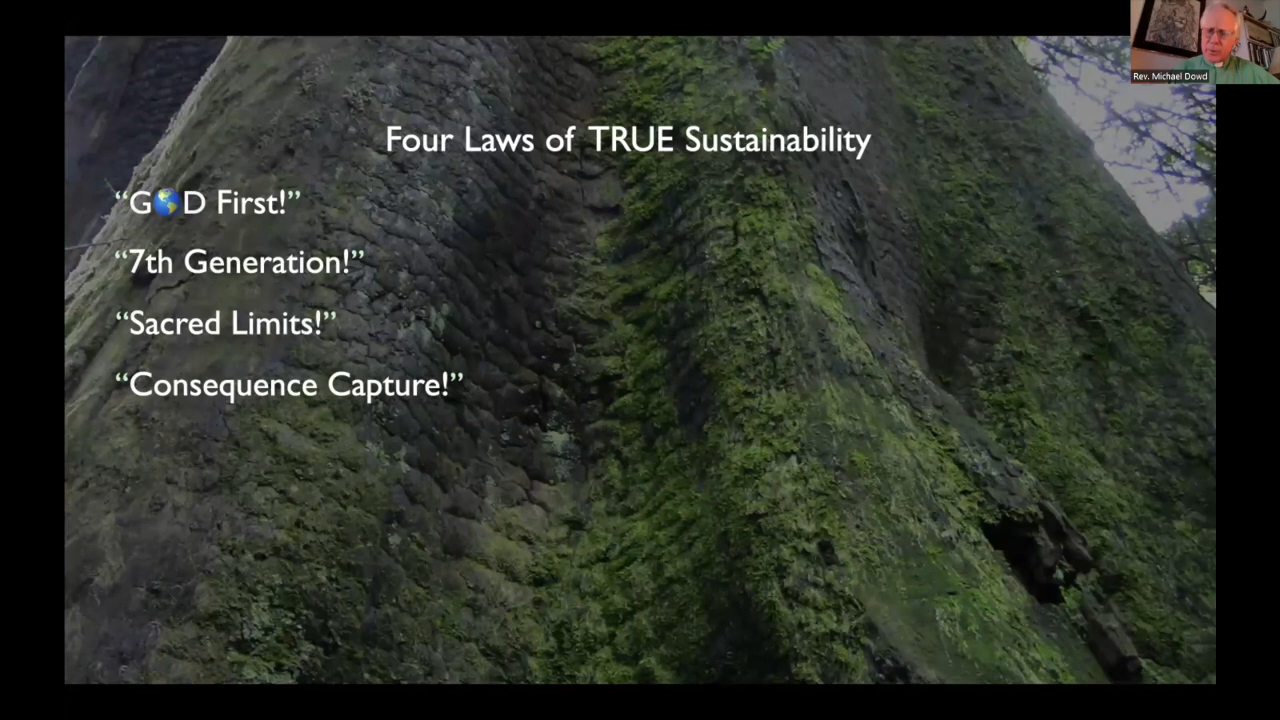 Rev. Michael Dowd
Four Laws of TRUE Sustainability
“G🌎D First!”
“7th Generation!”
“Sacred Limits!”
“Consequence Capture!”